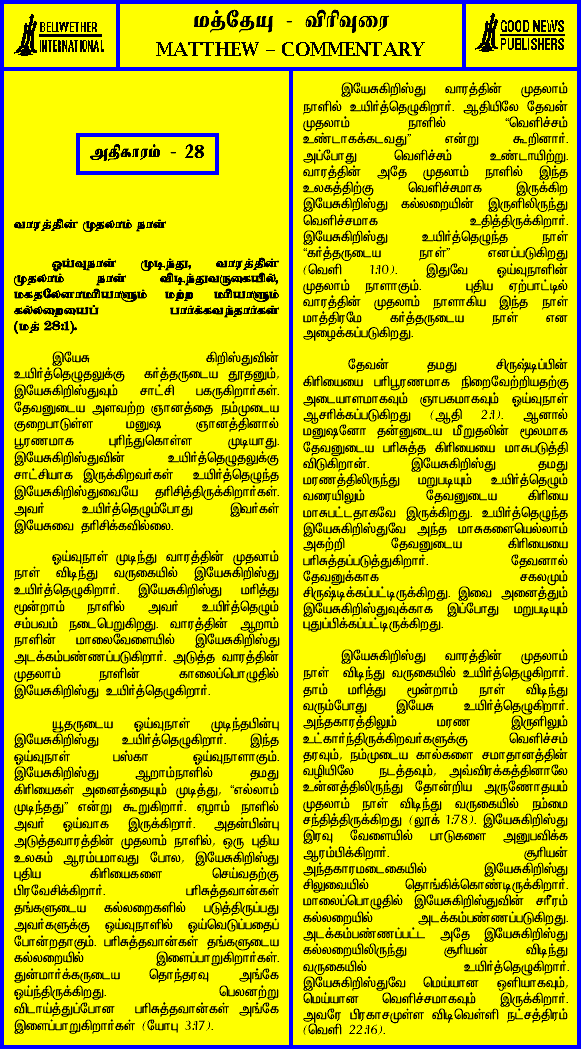 BELIWETHER
INTERNATIONAL
மத்தேயு - விரிவுரை
MATTHEW – COMMENTARY
GOOD NEWS
PUBLISHERS
அதிகாரம் - 28
வாரத்தின் முதலாம் நாள்
ஓய்வுநாள் முடிந்து, வாரத்தின்
முதலாம் நாள் விடிந்துவருகையில்,
மகதலேனாமரியாளும் மற்ற மரியாளும்
கல்லறையைப் பார்க்கவந்தார்கள்
(மத் 28:1).
இயேசு கிறிஸ்துவின்
உயிர்த்தெழுதலுக்கு கர்த்தருடைய தூதனும்,
இயேசுகிறிஸ்துவும் சாட்சி பகருகிறார்கள்.
தேவனுடைய அளவற்ற ஞானத்தை நம்முடைய
குறைபாடுள்ள மனுஷ ஞானத்தினால்
பூரணமாக புரிந்துகொள்ள முடியாது.
இயேசுகிறிஸ்துவின் உயிர்த்தெழுதலுக்கு
சாட்சியாக இருக்கிறவர்கள் உயிர்த்தெழுந்த
இயேசுகிறிஸ்துவையே தரிசித்திருக்கிறார்கள்.
அவர் உயிர்த்தெழும்போது இவர்கள்
இயேசுவை தரிசிக்கவில்லை.
ஓய்வுநாள் முடிந்து வாரத்தின் முதலாம்
நாள் விடிந்து வருகையில் இயேசுகிறிஸ்து
உயிர்த்தெழுகிறார். இயேசுகிறிஸ்து மரித்து
மூன்றாம் நாளில் அவர் உயிர்த்தெழும்
சம்பவம் நடைபெறுகிறது. வாரத்தின் ஆறாம்
நாளின் மாலைவேளையில் இயேசுகிறிஸ்து
அடக்கம்பண்ணப்படுகிறார். அடுத்த வாரத்தின்
முதலாம் நாளின் காலைப்பொழுதில்
இயேசுகிறிஸ்து உயிர்த்தெழுகிறார்.
யூதருடைய ஓய்வுநாள் முடிந்தபின்பு
இயேசுகிறிஸ்து உயிர்த்தெழுகிறார். இந்த
ஓய்வுநாள் பஸ்கா ஓய்வுநாளாகும்.
இயேசுகிறிஸ்து ஆறாம்நாளில் தமது
கிரியைகள் அனைத்தையும் முடித்து, “எல்லாம்
முடிந்தது” என்று கூறுகிறார். ஏழாம் நாளில்
அவர் ஓய்வாக இருக்கிறார். அதன்பின்பு
அடுத்தவாரத்தின் முதலாம் நாளில், ஒரு புதிய
உலகம் ஆரம்பமாவது போல, இயேசுகிறிஸ்து
புதிய கிரியைகளை செய்வதற்கு
பிரவேசிக்கிறார். பரிசுத்தவான்கள்
தங்களுடைய கல்லறைகளில் படுத்திருப்பது
அவர்களுக்கு ஓய்வுநாளில் ஓய்வெடுப்பதைப்
போன்றதாகும். பரிசுத்தவான்கள் தங்களுடைய
கல்லறையில் இளைப்பாறுகிறார்கள்.
துன்மார்க்கருடைய தொந்தரவு அங்கே
ஓய்ந்திருக்கிறது. பெலனற்று
விடாய்த்துப்போன பரிசுத்தவான்கள் அங்கே
இளைப்பாறுகிறார்கள் (யோபு 3:17).
இயேசுகிறிஸ்து வாரத்தின் முதலாம்
நாளில் உயிர்த்தெழுகிறார். ஆதியிலே தேவன்
முதலாம் நாளில் “வெளிச்சம்
உண்டாகக்கடவது” என்று கூறினார்.
அப்போது வெளிச்சம் உண்டாயிற்று.
வாரத்தின் அதே முதலாம் நாளில் இந்த
உலகத்திற்கு வெளிச்சமாக இருக்கிற
இயேசுகிறிஸ்து கல்லறையின் இருளிலிருந்து
வெளிச்சமாக உதித்திருக்கிறார்.
இயேசுகிறிஸ்து உயிர்த்தெழுந்த நாள்
“கர்த்தருடைய நாள்” எனப்படுகிறது
(வெளி 1:10). இதுவே ஓய்வுநாளின்
முதலாம் நாளாகும். புதிய ஏற்பாட்டில்
வாரத்தின் முதலாம் நாளாகிய இந்த நாள்
மாத்திரமே கர்த்தருடைய நாள் என
அழைக்கப்படுகிறது.
தேவன் தமது சிருஷ்டிப்பின்
கிரியையை பரிபூரணமாக நிறைவேற்றியதற்கு
அடையாளமாகவும் ஞாபகமாகவும் ஓய்வுநாள்
ஆசரிக்கப்படுகிறது (ஆதி 2:1). ஆனால்
மனுஷனோ தன்னுடைய மீறுதலின் மூலமாக
தேவனுடைய பரிசுத்த கிரியையை மாசுபடுத்தி
விடுகிறான். இயேசுகிறிஸ்து தமது
மரணத்திலிருந்து மறுபடியும் உயிர்த்தெழும்
வரையிலும் தேவனுடைய கிரியை
மாசுபட்டதாகவே இருக்கிறது. உயிர்த்தெழுந்த
இயேசுகிறிஸ்துவே அந்த மாசுகளையெல்லாம்
அகற்றி தேவனுடைய கிரியையை
பரிசுத்தப்படுத்துகிறார். தேவனால்
தேவனுக்காக சகலமும்
சிருஷ்டிக்கப்பட்டிருக்கிறது. இவை அனைத்தும்
இயேசுகிறிஸ்துவுக்காக இப்போது மறுபடியும்
புதுப்பிக்கப்பட்டிருக்கிறது.
இயேசுகிறிஸ்து வாரத்தின் முதலாம்
நாள் விடிந்து வருகையில் உயிர்த்தெழுகிறார்.
தாம் மரித்து மூன்றாம் நாள் விடிந்து
வரும்போது இயேசு உயிர்த்தெழுகிறார்.
அந்தகாரத்திலும் மரண இருளிலும்
உட்கார்ந்திருக்கிறவர்களுக்கு வெளிச்சம்
தரவும், நம்முடைய கால்களை சமாதானத்தின்
வழியிலே நடத்தவும், அவ்விரக்கத்தினாலே
உன்னத்திலிருந்து தோன்றிய அருணோதயம்
முதலாம் நாள் விடிந்து வருகையில் நம்மை
சந்தித்திருக்கிறது (லூக் 1:78). இயேசுகிறிஸ்து
இரவு வேளையில் பாடுகளை அனுபவிக்க
ஆரம்பிக்கிறார். சூரியன்
அந்தகாரமடைகையில் இயேசுகிறிஸ்து
சிலுவையில் தொங்கிக்கொண்டிருக்கிறார்.
மாலைப்பொழுதில் இயேசுகிறிஸ்துவின் சரீரம்
கல்லறையில் அடக்கம்பண்ணப்படுகிறது.
அடக்கம்பண்ணப்பட்ட அதே இயேசுகிறிஸ்து
கல்லறையிலிருந்து சூரியன் விடிந்து
வருகையில் உயிர்த்தெழுகிறார்.
இயேசுகிறிஸ்துவே மெய்யான ஒளியாகவும்,
மெய்யான வெளிச்சமாகவும் இருக்கிறார்.
அவரே பிரகாசமுள்ள விடிவெள்ளி நட்சத்திரம்
(வெளி 22:16).